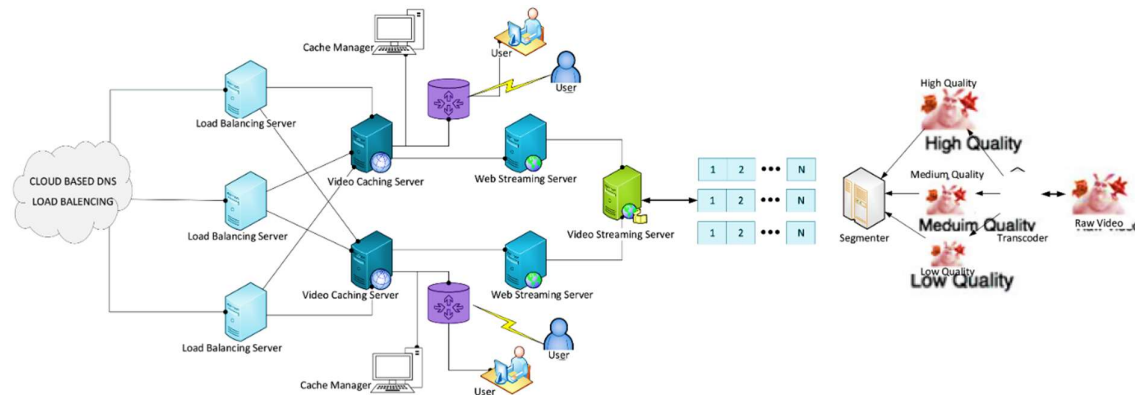 Cache Manager
User
User
Load Balancing Server
CLOUD BASED DNS
LOAD BALENCING
Video Caching Server
Web Streaming Server
Load Balancing Server
Video Streaming Server
Video Caching Server
Web Streaming Server
Load Balancing Server
Cache Manager
User
User
1 2 ••• N
1 2 ••• N
1 2 ••• N
High Quality
High Quality
Medium Quality
Meduim Quality
Low Quality
Low Quality
Segmenter
Transcoder
Raw Video